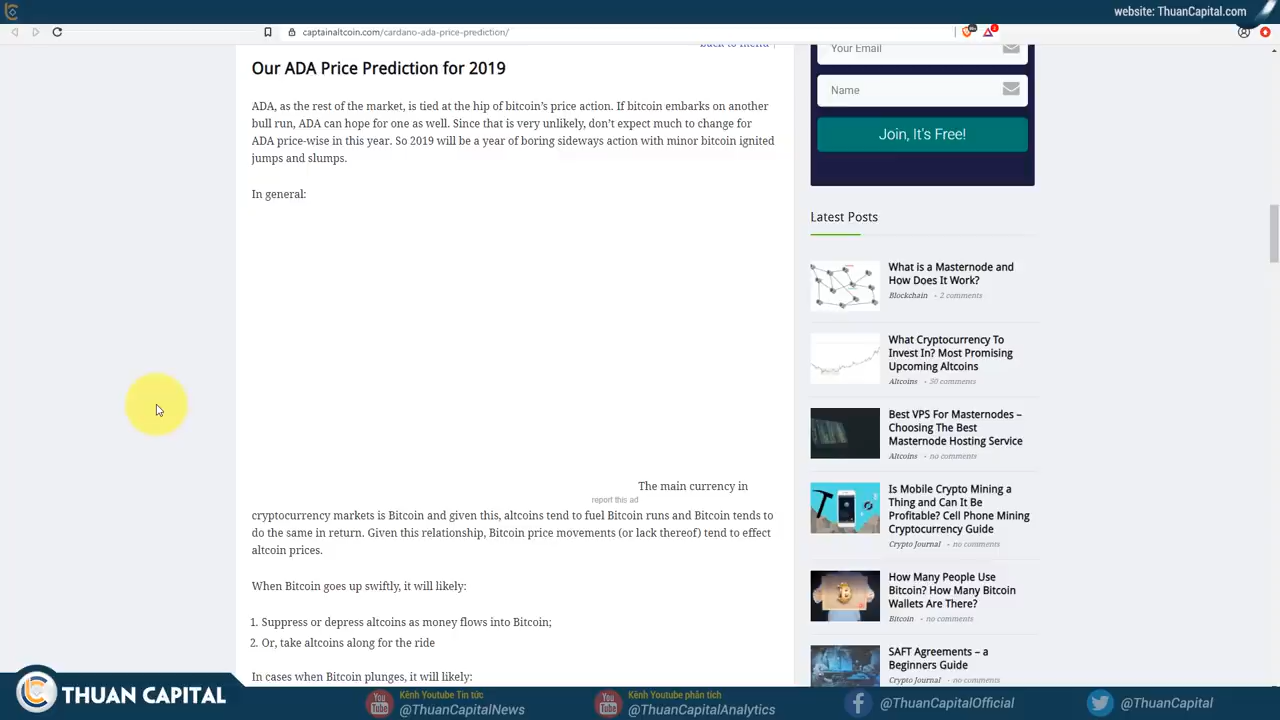 website: ThuanCapital.com
captainaltcoin.com/cardano-ada-price-prediction/
back to menu
Our ADA Price Prediction for 2019
ADA, as the rest of the market, is tied at the hip of bitcoin's price action. If bitcoin embarks on another
bull run, ADA can hope for one as well. Since that is very unlikely, don't expect much to change for
ADA price-wise in this year. So 2019 will be a year of boring sideways action with minor bitcoin ignited
jumps and slumps.
In general:
The main currency in
report this ad
cryptocurrency markets is Bitcoin and given this, altcoins tend to fuel Bitcoin runs and Bitcoin tends to
do the same in return. Given this relationship, Bitcoin price movements (or lack thereof) tend to effect
altcoin prices.
When Bitcoin goes up swiftly, it will likely:
1. Suppress or depress altcoins as money flows into Bitcoin;
2. Or, take altcoins along for the ride
In cases when Bitcoin plunges, it will likely:
Your Email
Name
Join, It's Free!
Latest Posts
What is a Masternode and
How Does It Work?
Blockchain - 2 comments
What Cryptocurrency To
Invest In? Most Promising
Upcoming Altcoins
Altcoins - 30 comments
Best VPS For Masternodes –
Choosing The Best
Masternode Hosting Service
Altcoins - no comments
Is Mobile Crypto Mining a
Thing and Can It Be
Profitable? Cell Phone Mining
Cryptocurrency Guide
Crypto Journal - no comments
How Many People Use
Bitcoin? How Many Bitcoin
Wallets Are There?
Bitcoin - no comments
SAFT Agreements – a
Beginners Guide
Crypto Journal - no comments
THUAN CAPITAL
You Tube
Kênh Youtube Tin tức:
@ThuanCapitalNews
You Tube
Kênh Youtube phân tích
@ThuanCapitalAnalytics
@ThuanCapitalOfficial
@ThuanCapital